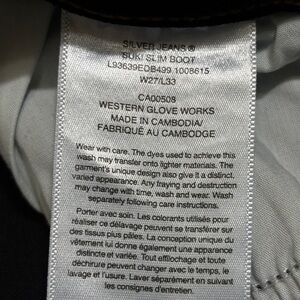 SILVER JEANS®
SUKI SLIM BOOT
L93639EDB499 1008615
W27/L33
CA00508
WESTERN GLOVE WORKS
MADE IN CAMBODIA/
FABRIQUÉ AU CAMBODGE
Wear with care. The dyes used to achieve this
wash may transfer onto lighter materials. The
garment's unique design also give it a distinct,
varied appearance. Any fraying and destruction
may change with time, wash and wear. Wash
separately following care instructions.
Porter avec soin. Les colorants utilisés pour
réaliser ce délavage peuvent se transférer sur
des tissus plus pâles. La conception unique du
vêtement lui donne également une apparence
distincte et variée. Tout effilochage et toute
déchirure peuvent changer avec le temps, le
lavage et l'usure. Laver séparément en suivant
les consignes d'entretien.